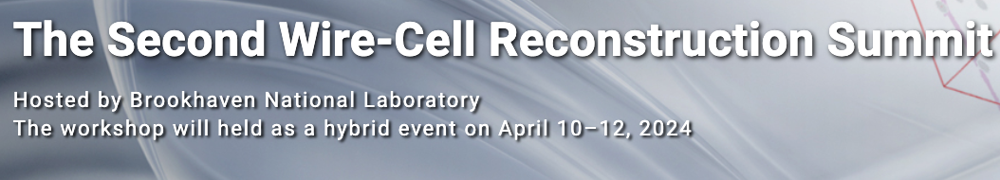 The Second Wire-Cell Reconstruction Summit
Hosted by Brookhaven National Laboratory
The workshop will held as a hybrid event on April 10–12, 2024